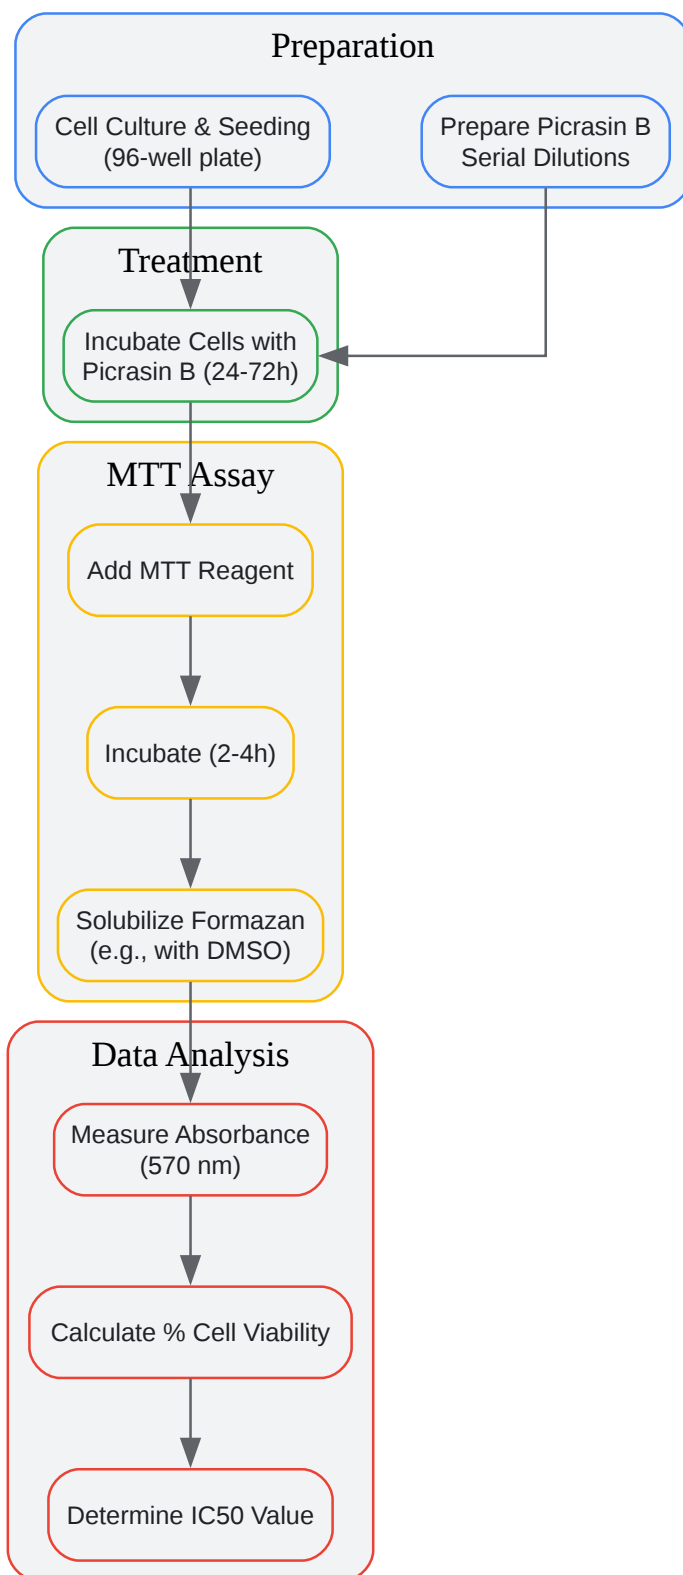 Preparation
Cell Culture & Seeding
(96-well plate)
Prepare Picrasin B
Serial Dilutions
Treatment
Incubate Cells with
Picrasin B (24-72h)
MTT Assay
Add MTT Reagent
Incubate (2-4h)
Solubilize Formazan
(e.g., with DMSO)
Data Analysis
Measure Absorbance
(570 nm)
Calculate % Cell Viability
Determine IC50 Value